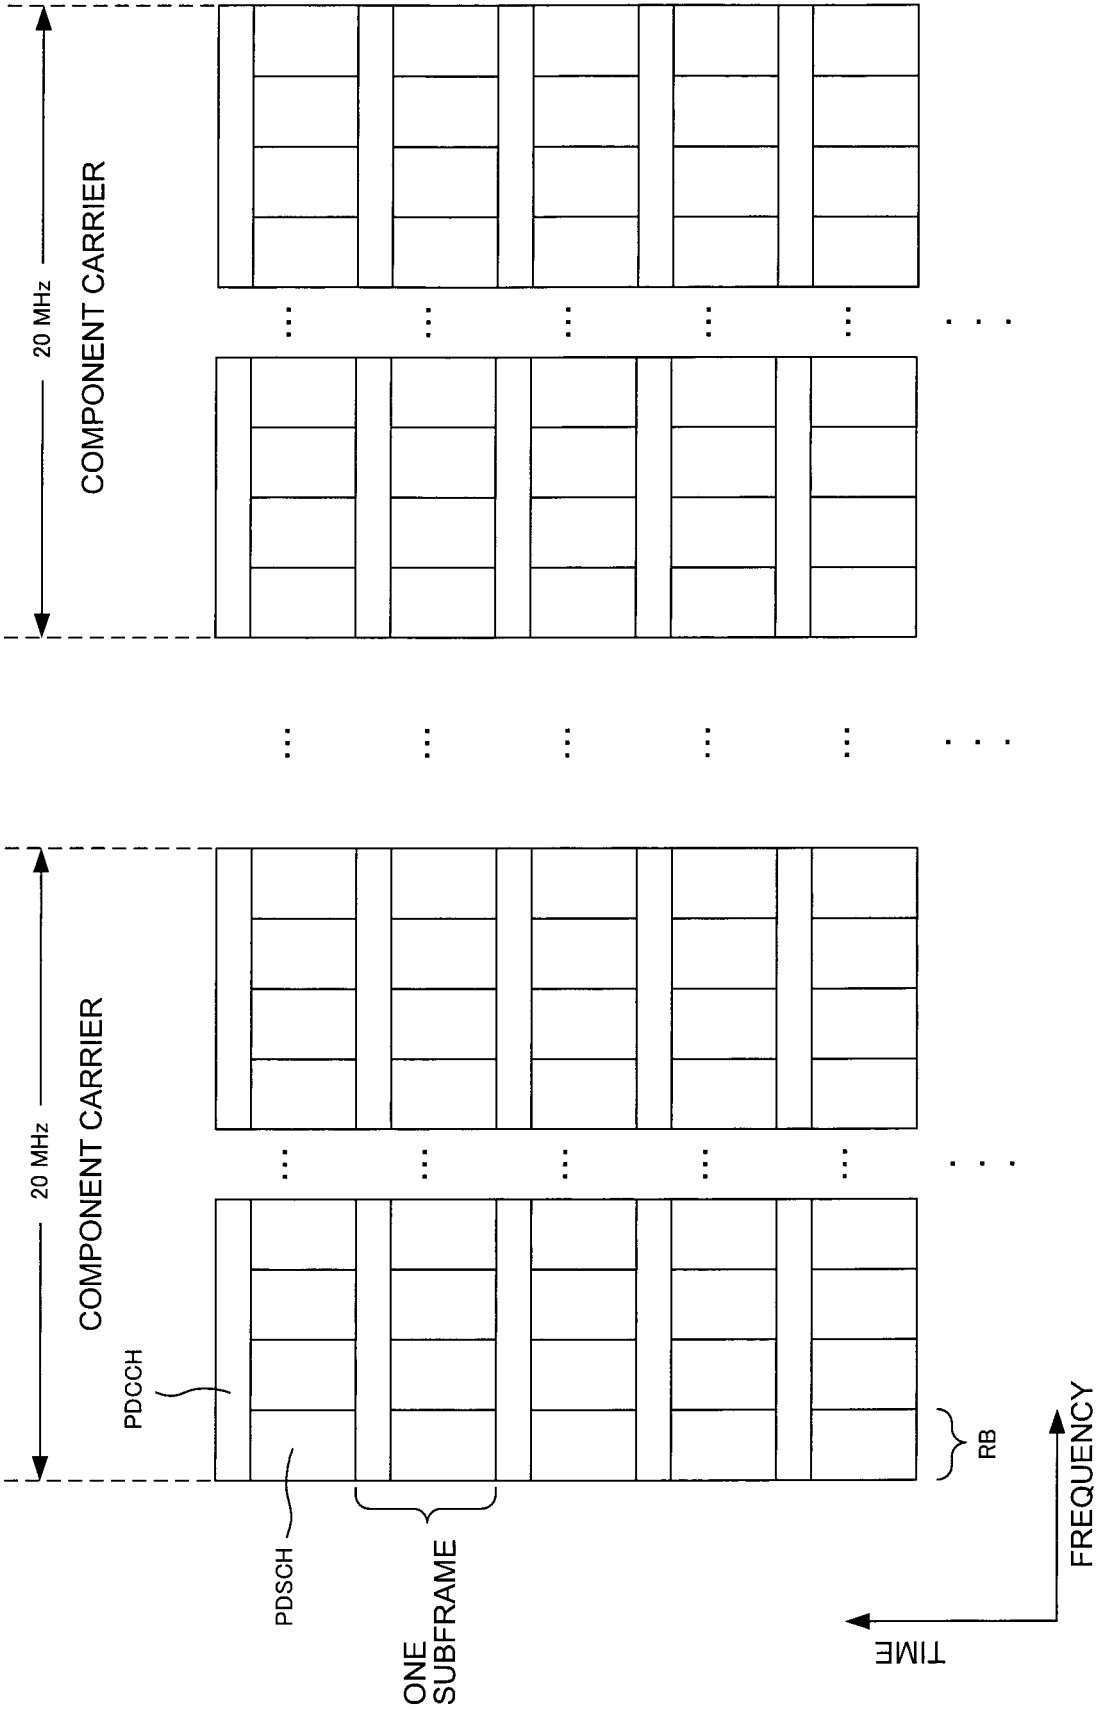 20 MHz
COMPONENT CARRIER
20 MHz
COMPONENT CARRIER
PDCCH
PDSCH
ONE
SUBFRAME
RB
TIME
FREQUENCY